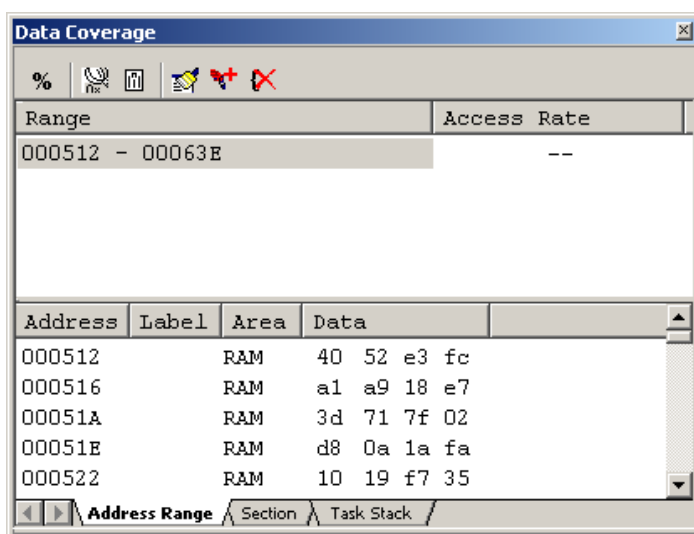 Data Coverage
%
Range Access Rate
000512 - 00063E --
Address Label Area Data
000512 RAM 40 52 e3 fc
000516 RAM a1 a9 18 e7
00051A RAM 3d 71 7f 02
00051E RAM d8 0a 1a fa
000522 RAM 10 19 f7 35
Address Range Section Task Stack